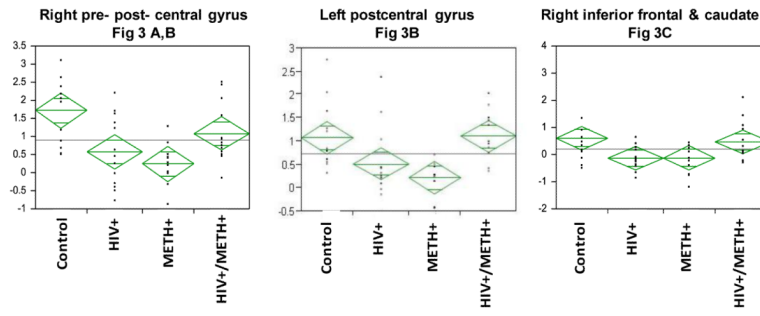 Right pre- post- central gyrus
Fig 3 A,B
3.5
3
2.5
2
1.5
1
0.5
0
-0.5
-1
Control
HIV+
METH+
HIV+/METH+
Left postcentral gyrus
Fig 3B
3
2.5
2
1.5
1
0.5
0
-0.5
Control
HIV+
METH+
HIV+/METH+
Right inferior frontal & caudate
Fig 3C
4
2
0
-2
Control
HIV+
METH+
HIV+/METH+